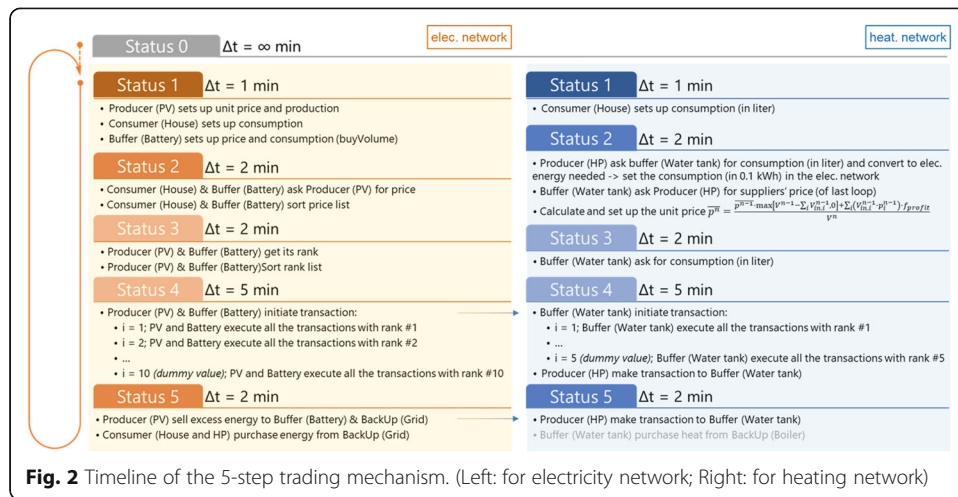 Status 0 Δt = ∞ min
elec. network
heat. network
Status 1 Δt = 1 min
• Producer (PV) sets up unit price and production
• Consumer (House) sets up consumption
• Buffer (Battery) sets up price and consumption (buyVolume)
Status 2 Δt = 2 min
• Consumer (House) & Buffer (Battery) ask Producer (PV) for price
• Consumer (House) & Buffer (Battery) sort price list
Status 3 Δt = 2 min
• Producer (PV) & Buffer (Battery) get its rank
• Producer (PV) & Buffer (Battery)Sort rank list
Status 4 Δt = 5 min
• Producer (PV) & Buffer (Battery) initiate transaction:
• i = 1; PV and Battery execute all the transactions with rank #1
• i = 2; PV and Battery execute all the transactions with rank #2
• ...
• i = 10 (dummy value); PV and Battery execute all the transactions with rank #10
Status 5 Δt = 2 min
• Producer (PV) sell excess energy to Buffer (Battery) & BackUp (Grid)
• Consumer (House and HP) purchase energy from BackUp (Grid)
Status 1 Δt = 1 min
• Consumer (House) sets up consumption (in liter)
Status 2 Δt = 2 min
• Producer (HP) ask buffer (Water tank) for consumption (in liter) and convert to elec.
energy needed -> set the consumption (in 0.1 kWh) in the elec. network
• Buffer (Water tank) ask Producer (HP) for suppliers' price (of last loop)
• Calculate and set up the unit price p̅ⁿ = (p̅ⁿ⁻¹·max[Vⁿ⁻¹−∑ᵢ Vᵢₙ,ᵢⁿ⁻¹,0]+∑ᵢ(Vᵢₙ,ᵢⁿ⁻¹·pᵢⁿ⁻¹)·f_profit)/Vⁿ
Status 3 Δt = 2 min
• Buffer (Water tank) ask for consumption (in liter)
Status 4 Δt = 5 min
• Buffer (Water tank) initiate transaction:
• i = 1; Buffer (Water tank) execute all the transactions with rank #1
• ...
• i = 5 (dummy value); Buffer (Water tank) execute all the transactions with rank #5
• Producer (HP) make transaction to Buffer (Water tank)
Status 5 Δt = 2 min
• Producer (HP) make transaction to Buffer (Water tank)
• Buffer (Water tank) purchase heat from BackUp (Boiler)
Fig. 2 Timeline of the 5-step trading mechanism. (Left: for electricity network; Right: for heating network)